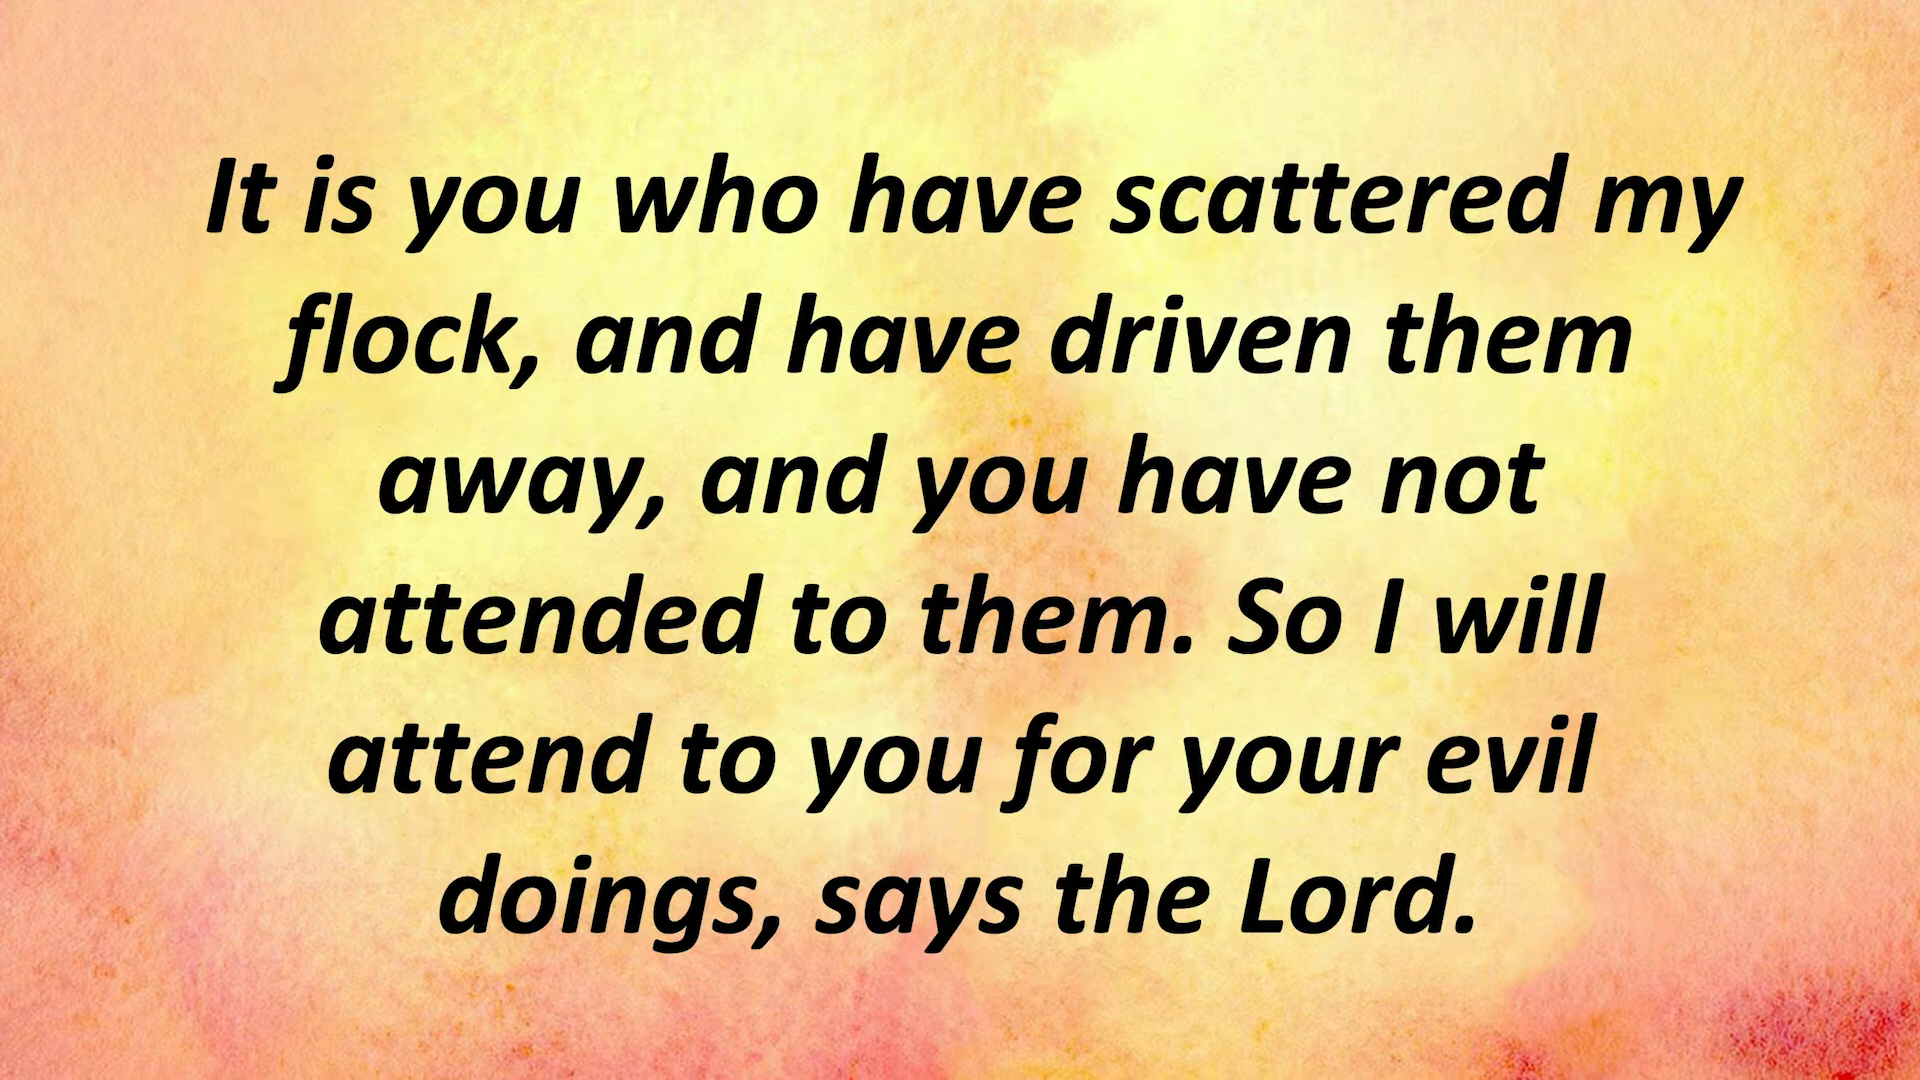 It is you who have scattered my
flock, and have driven them
away, and you have not
attended to them. So I will
attend to you for your evil
doings, says the Lord.